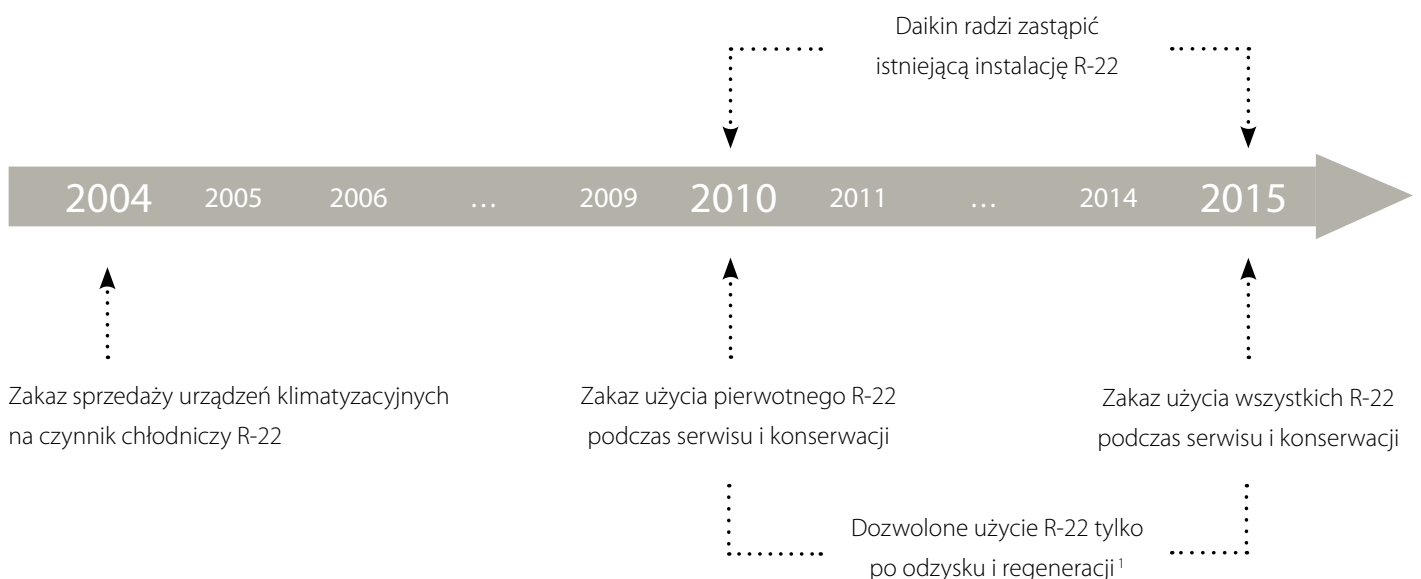 Daikin radzi zastąpić
istniejącą instalację R-22
2004 2005 2006 ... 2009 2010 2011 ... 2014 2015
Zakaz sprzedaży urządzeń klimatyzacyjnych
na czynnik chłodniczy R-22
Zakaz użycia pierwotnego R-22
podczas serwisu i konserwacji
Zakaz użycia wszystkich R-22
podczas serwisu i konserwacji
Dozwolone użycie R-22 tylko
po odzysku i regeneracji ¹